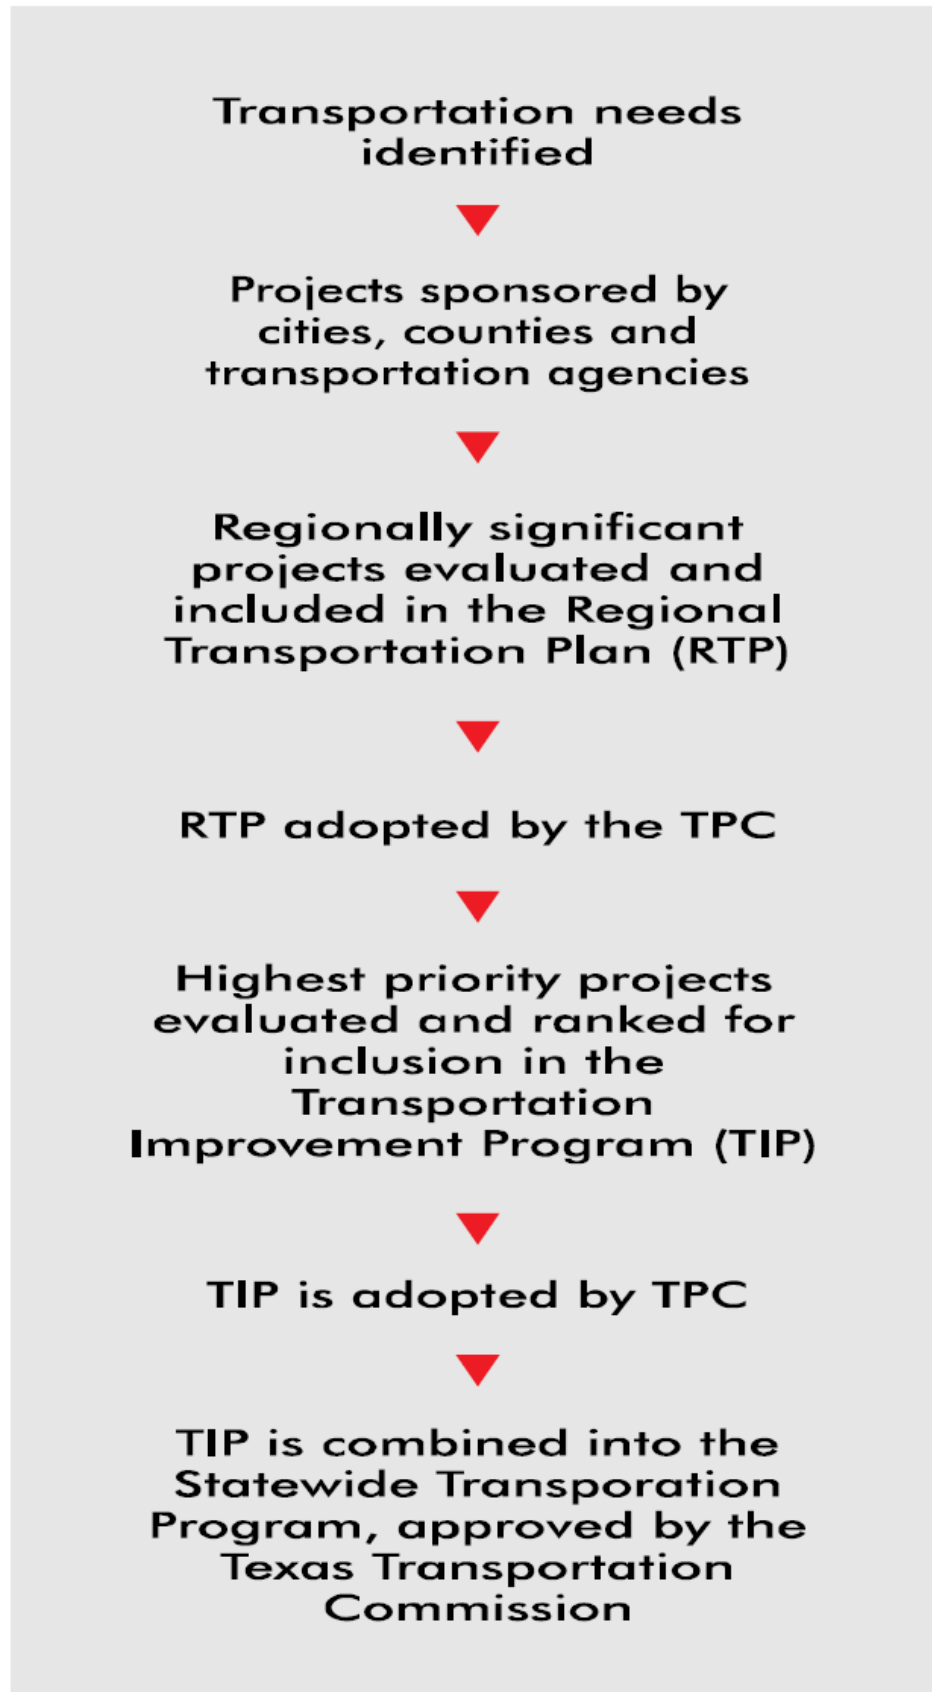 Transportation needs
identified
Projects sponsored by
cities, counties and
transportation agencies
Regionally significant
projects evaluated and
included in the Regional
Transportation Plan (RTP)
RTP adopted by the TPC
Highest priority projects
evaluated and ranked for
inclusion in the
Transportation
Improvement Program (TIP)
TIP is adopted by TPC
TIP is combined into the
Statewide Transporation
Program, approved by the
Texas Transportation
Commission